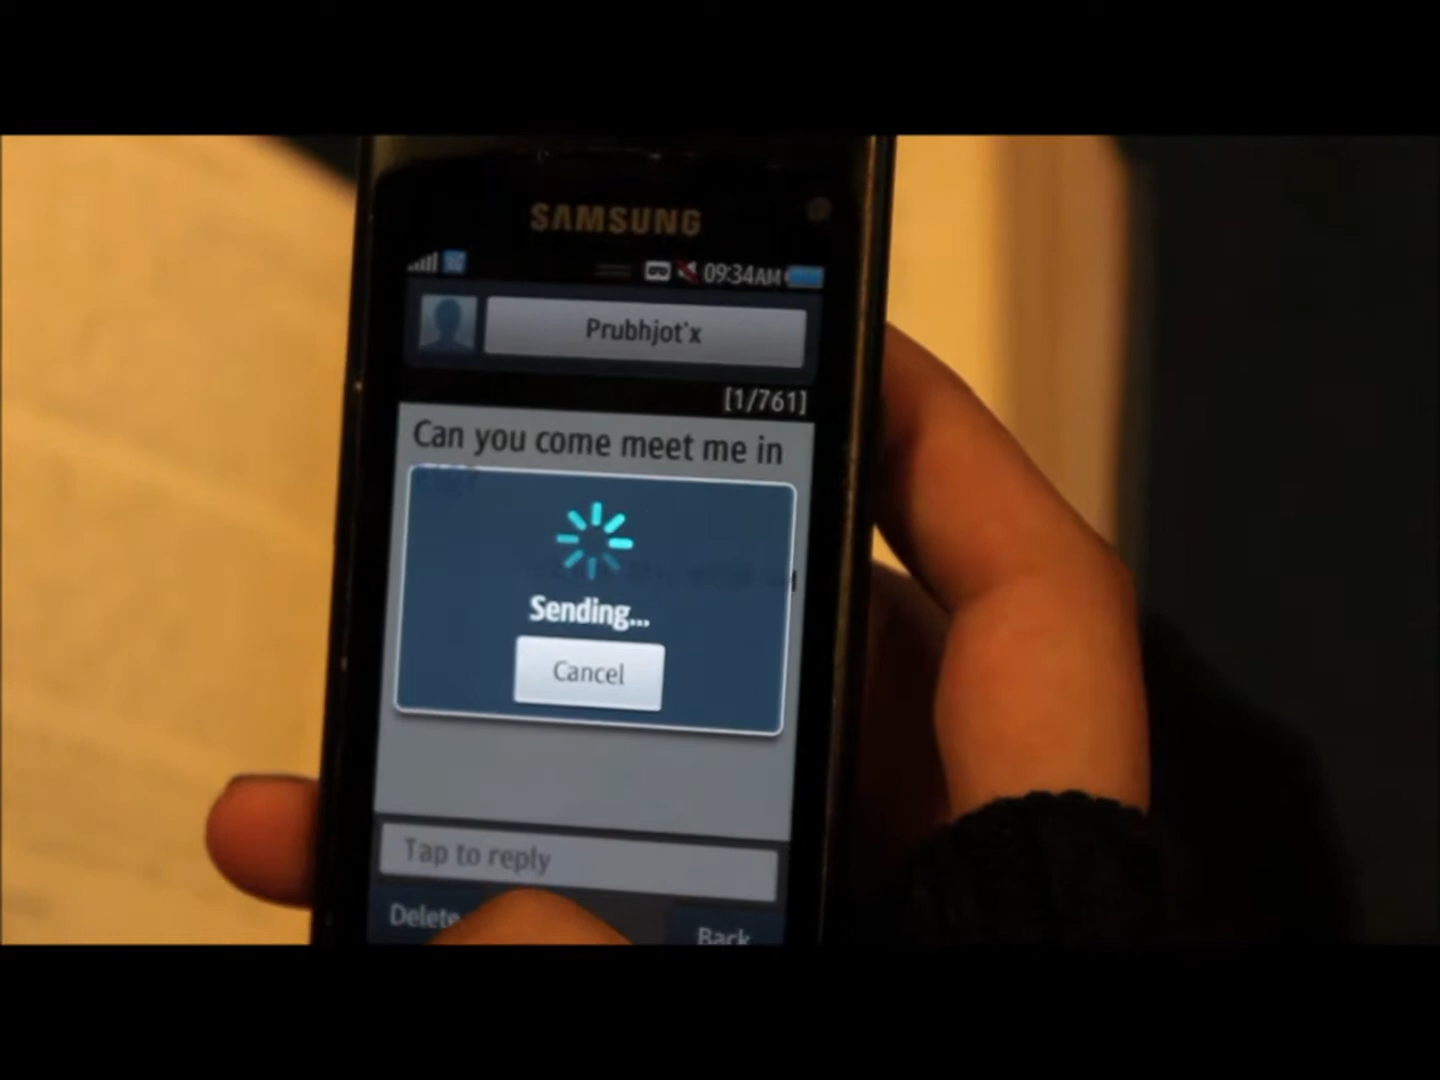 SAMSUNG
09:34AM
Prubhjot'x
[1/761]
Can you come meet me in
Sending...
Cancel
Tap to reply
Delete
Back